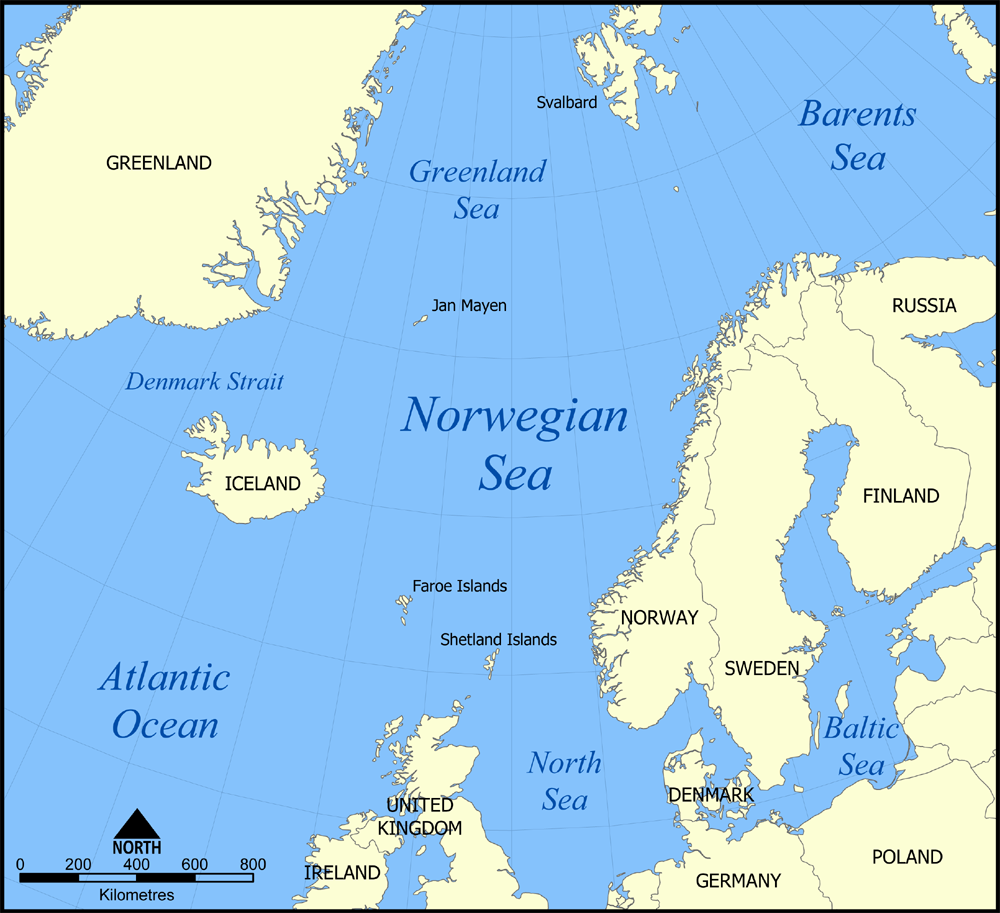 Svalbard
Barents
Sea
GREENLAND
Greenland
Sea
Jan Mayen
RUSSIA
Denmark Strait
Norwegian
Sea
ICELAND
FINLAND
Faroe Islands
NORWAY
Shetland Islands
SWEDEN
Atlantic
Ocean
Baltic
Sea
North
Sea
DENMARK
UNITED
KINGDOM
NORTH
0 200 400 600 800
Kilometres
IRELAND
GERMANY
POLAND